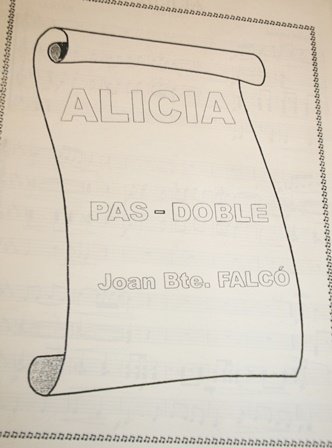 ALICIA
PAS-DOBLE
Joan Bte. FALCÓ